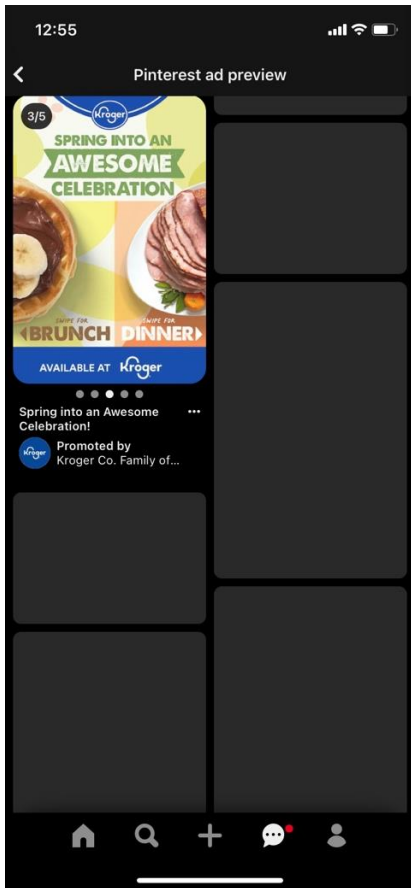 12:55
Pinterest ad preview
3/5
Kroger
SPRING INTO AN
AWESOME
CELEBRATION
SWIPE FOR
BRUNCH
SWIPE FOR
DINNER
AVAILABLE AT Kroger
Spring into an Awesome
Celebration!
Kroger
Promoted by
Kroger Co. Family of...